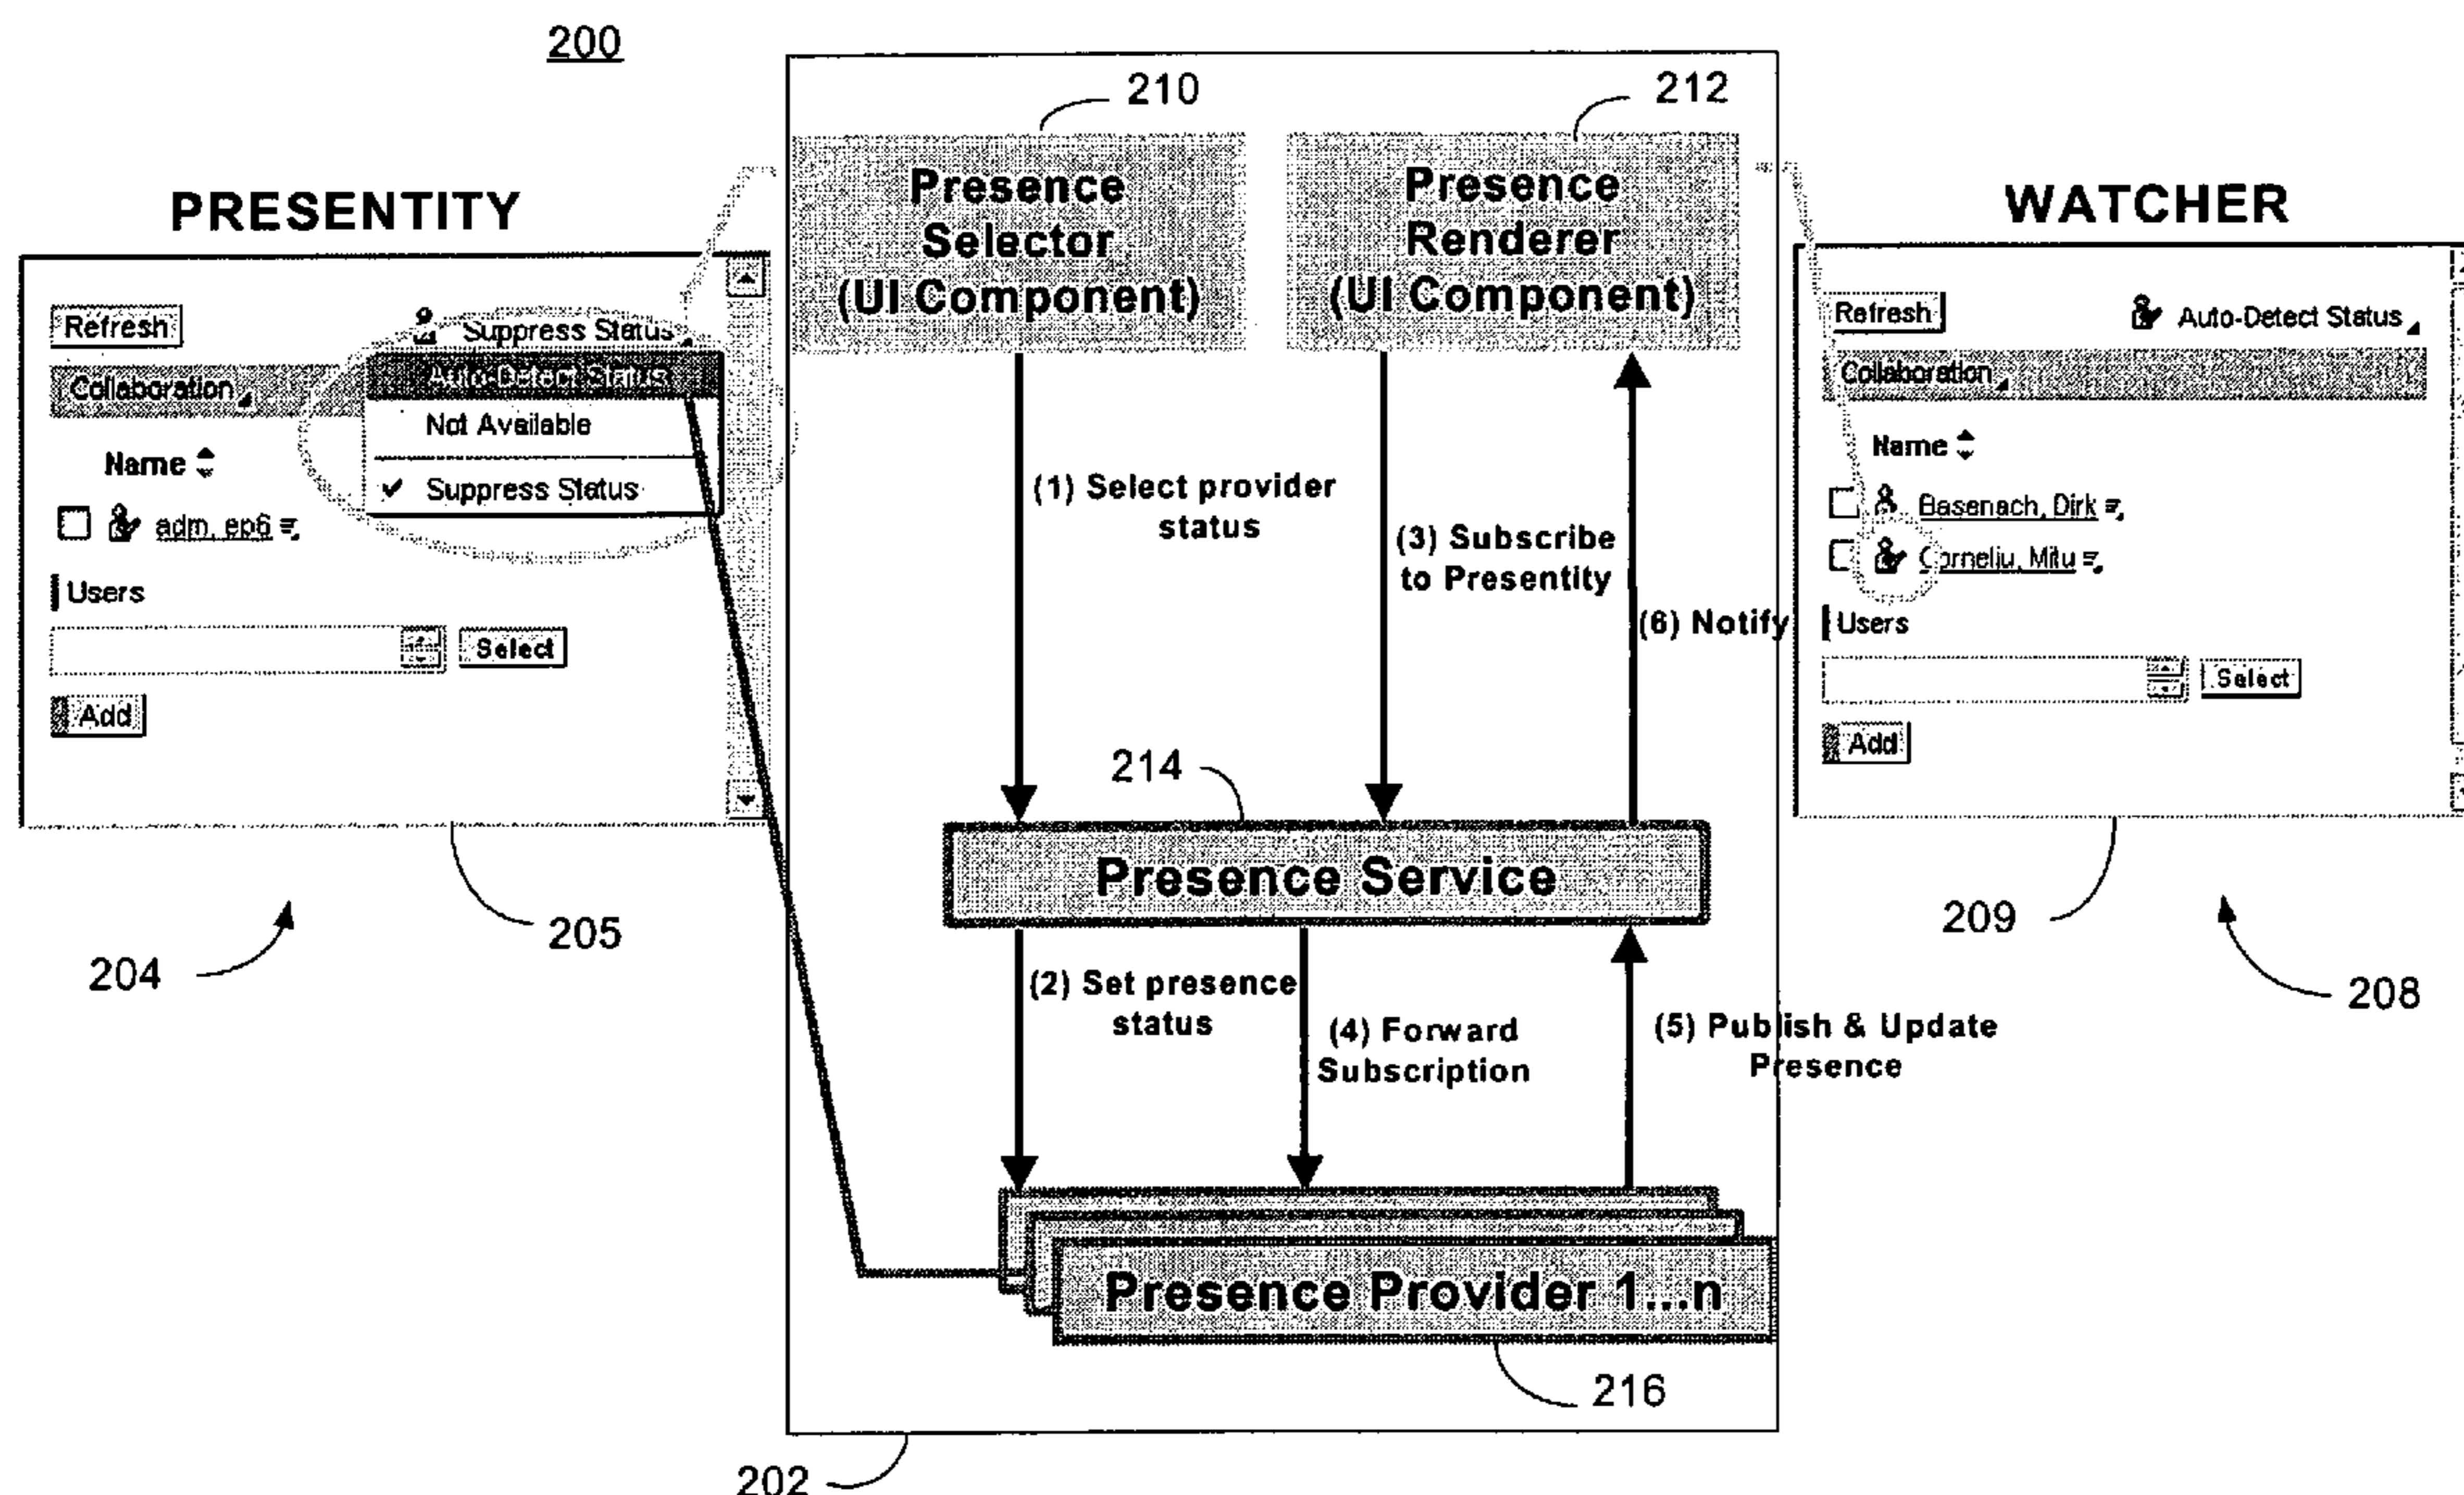 200
210
212
PRESENTITY
WATCHER
Presence
Selector
(UI Component)
Presence
Renderer
(UI Component)
Refresh
Suppress Status
Collaboration
Auto-Detect Status
Not Available
Suppress Status
Name
adm, ep6
Users
Select
Add
Refresh
Auto-Detect Status
Collaboration
Name
Basenach, Dirk
Corneliu, Mitu
Users
Select
Add
(1) Select provider
status
(3) Subscribe
to Presentity
(6) Notify
214
Presence Service
204
205
209
208
(2) Set presence
status
(4) Forward
Subscription
(5) Publish & Update
Presence
Presence Provider 1...n
216
202